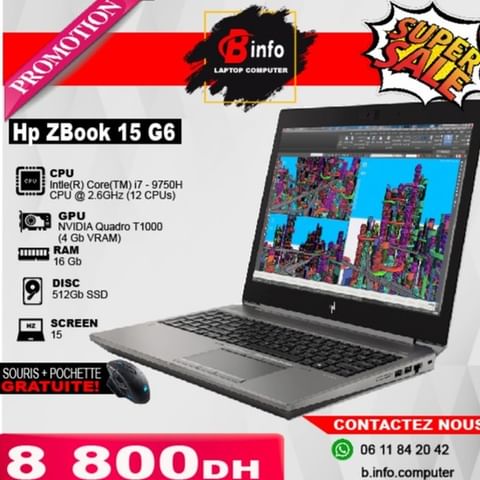 PROMOTION
B info
LAPTOP COMPUTER
SUPER
SALE
Hp ZBook 15 G6
CPU
CPU
Intle(R) Core(TM) i7 - 9750H
CPU @ 2.6GHz (12 CPUs)
GPU
NVIDIA Quadro T1000
(4 Gb VRAM)
RAM
16 Gb
DISC
512Gb SSD
HZ
SCREEN
15
SOURIS + POCHETTE
GRATUITE!
CONTACTEZ NOUS
06 11 84 20 42
b.info.computer
8 800DH